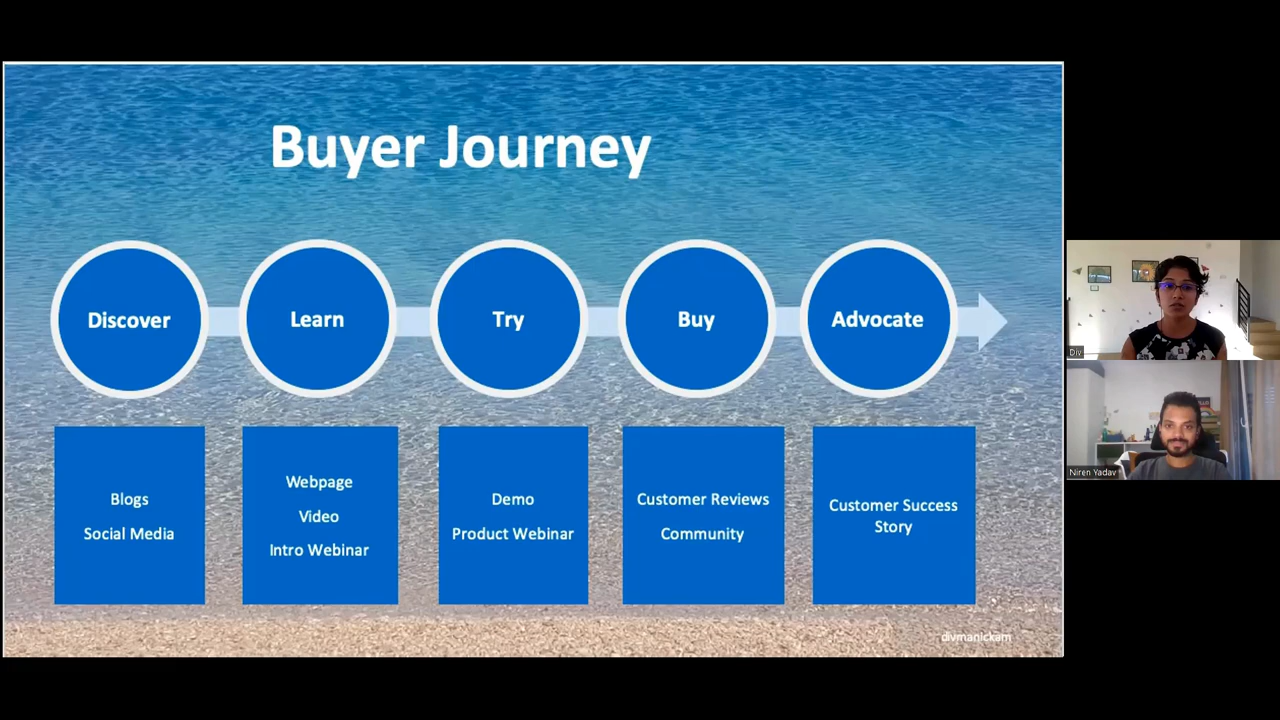 Buyer Journey
Discover
Learn
Try
Buy
Advocate
Blogs
Social Media
Webpage
Video
Intro Webinar
Demo
Product Webinar
Customer Reviews
Community
Customer Success
Story
divmanickam
Div
Niren Yadav